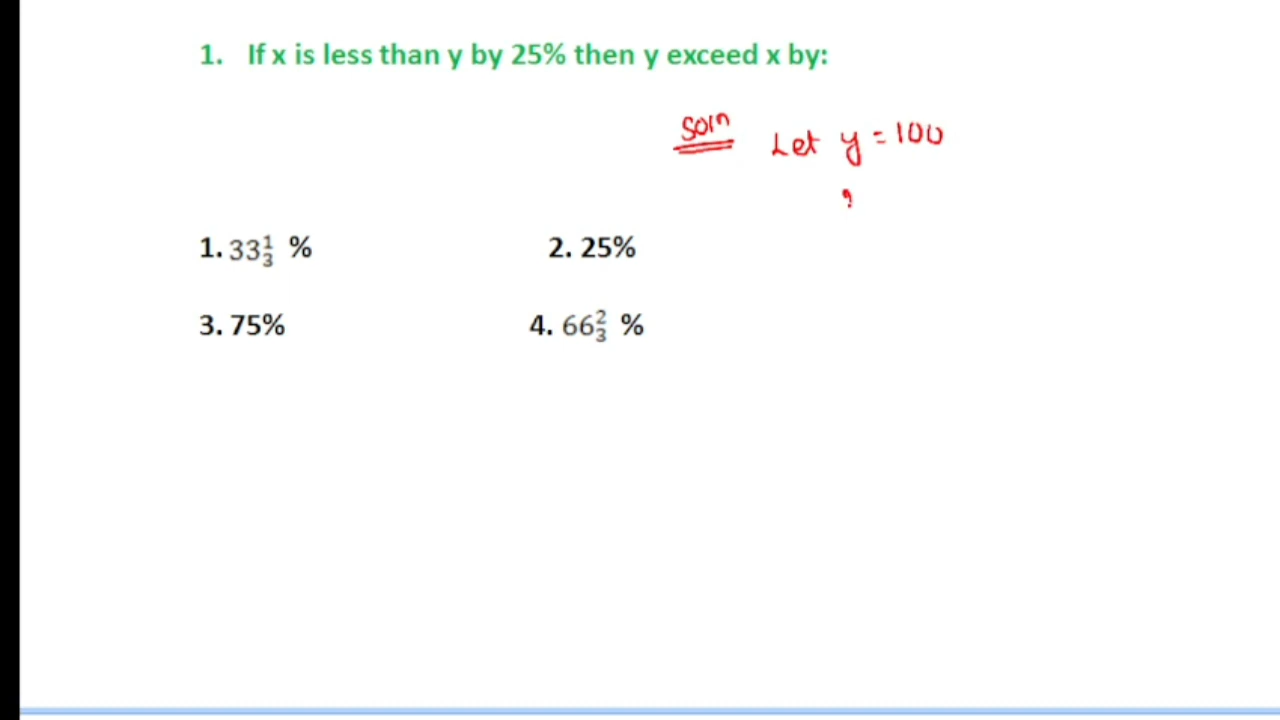 1. If x is less than y by 25% then y exceed x by:
Soln Let y = 100
1. 33⅓ % 2. 25%
3. 75% 4. 66⅔ %